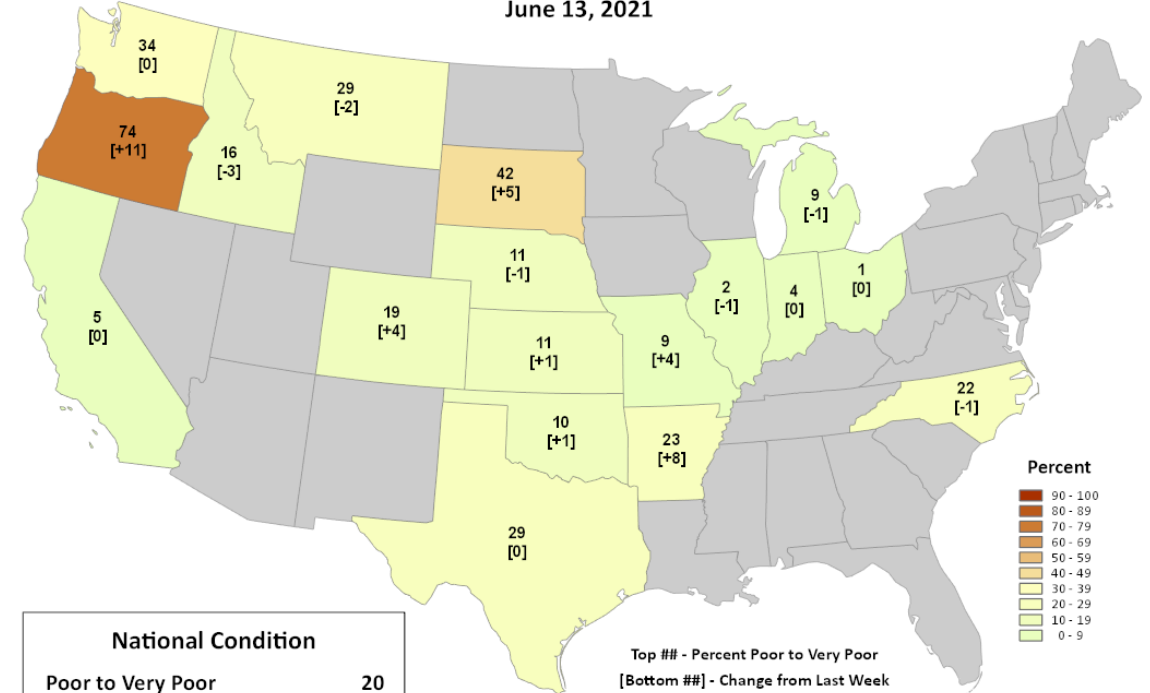 June 13, 2021
34
[0]
29
[-2]
74
[+11]
16
[-3]
42
[+5]
9
[-1]
11
[-1]
1
[0]
2
[-1]
4
[0]
5
[0]
19
[+4]
11
[+1]
9
[+4]
22
[-1]
10
[+1]
23
[+8]
29
[0]
Percent
90 - 100
80 - 89
70 - 79
60 - 69
50 - 59
40 - 49
30 - 39
20 - 29
10 - 19
0 - 9
National Condition
Poor to Very Poor 20
Top ## - Percent Poor to Very Poor
[Bottom ##] - Change from Last Week